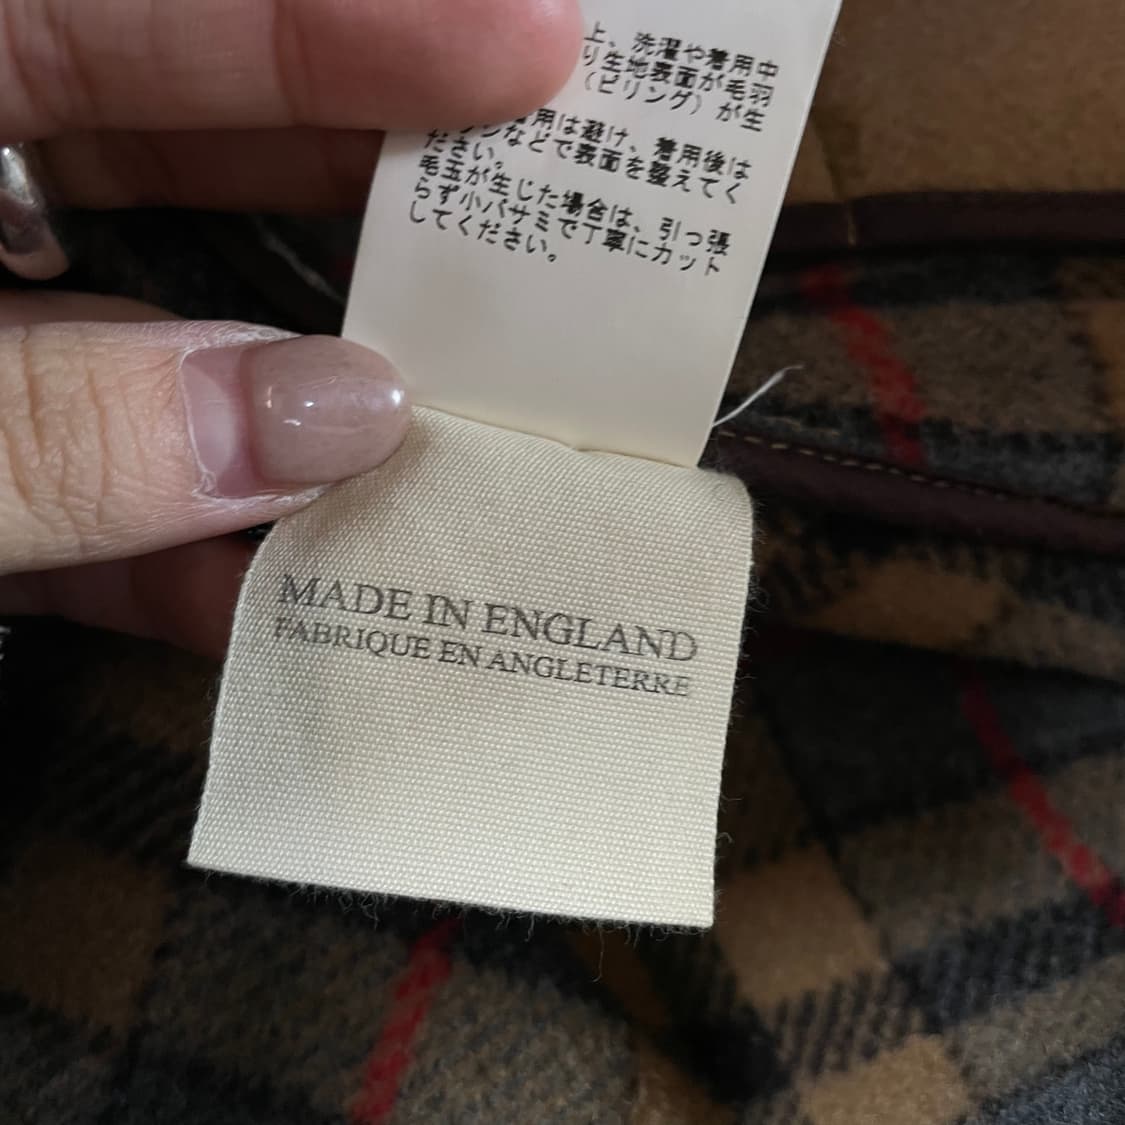 上、洗濯や着用中
り生地表面が毛羽
（ピリング）が生
用は避け、着用後は
などで表面を整えてく
ださい。
毛玉が生じた場合は、引っ張
らず小バサミで丁寧にカット
してください。
MADE IN ENGLAND
FABRIQUE EN ANGLETERRE